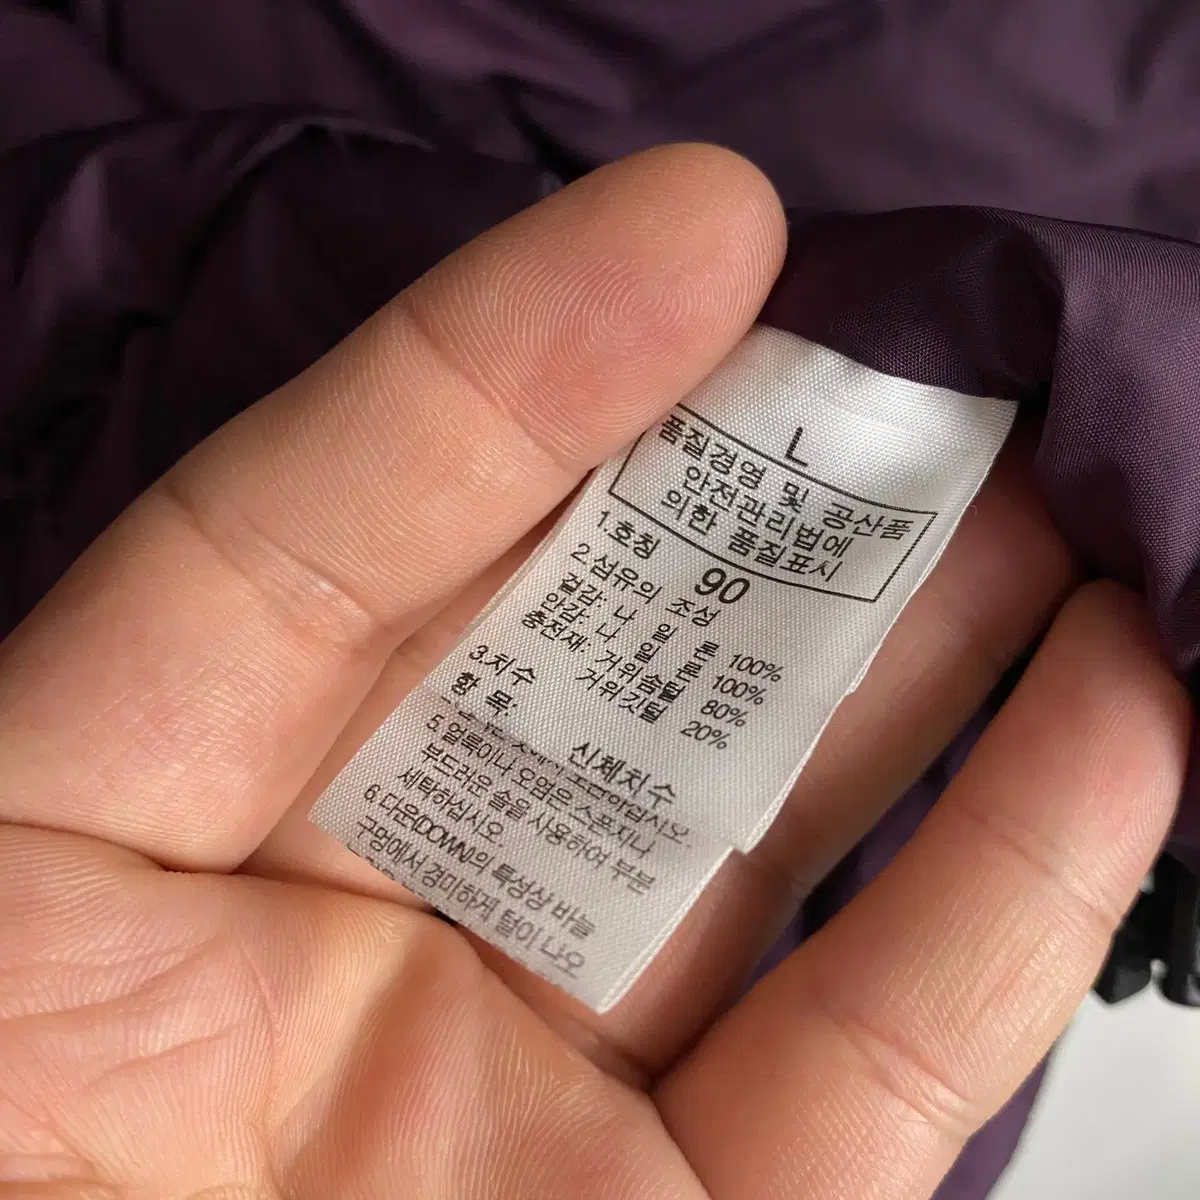 L
품질경영 및 공산품
안전관리법에
의한 품질표시
1.호칭 90
2.섬유의 조성
겉감: 나 일 론 100%
안감: 나 일 론 100%
충전재: 거위솜털 80%
거위깃털 20%
3.치수
항 목: 신체치수
5.얼룩이나 오염은 스폰지나
부드러운 솔을 사용하여 부분
세탁하십시오.
6.다운(DOWN)의 특성상 바늘
구멍에서 경미하게 털이 나오